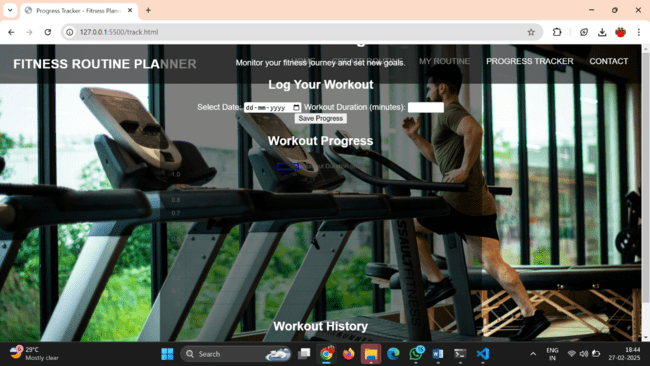 Progress Tracker - Fitness Plann
127.0.0.1:5500/track.html
FITNESS ROUTINE PLANNER
Monitor your fitness journey and set new goals.
MY ROUTINE
PROGRESS TRACKER
CONTACT
Log Your Workout
Select Date: dd-mm-yyyy Workout Duration (minutes):
Save Progress
Workout Progress
1.0
0.8
0.7
Workout History
29°C
Mostly clear
Search
ENG
IN
18:44
27-02-2025